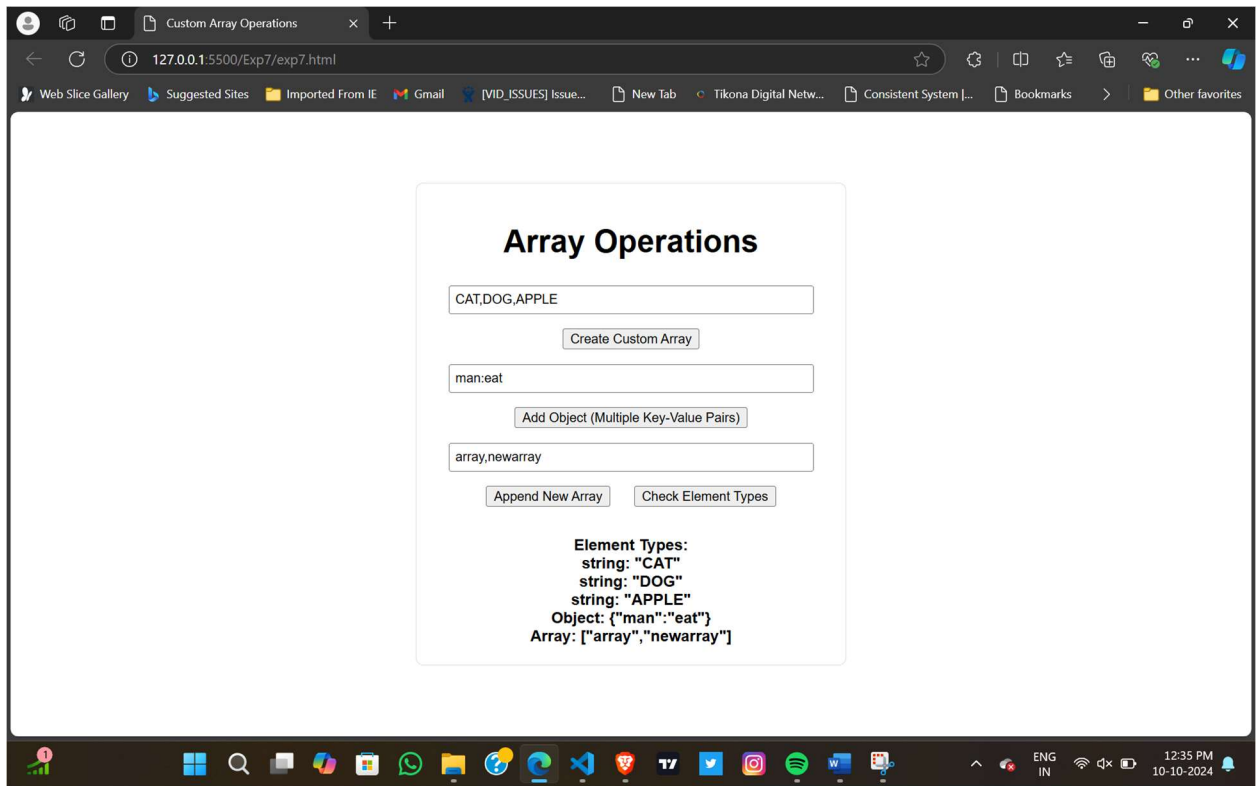 Custom Array Operations
127.0.0.1:5500/Exp7/exp7.html
Web Slice Gallery Suggested Sites Imported From IE Gmail [VID_ISSUES] Issue... New Tab Tikona Digital Netw... Consistent System |... Bookmarks Other favorites
Array Operations
CAT,DOG,APPLE
Create Custom Array
man:eat
Add Object (Multiple Key-Value Pairs)
array,newarray
Append New Array Check Element Types
Element Types:
string: "CAT"
string: "DOG"
string: "APPLE"
Object: {"man":"eat"}
Array: ["array","newarray"]
1
ENG 12:35 PM
IN 10-10-2024